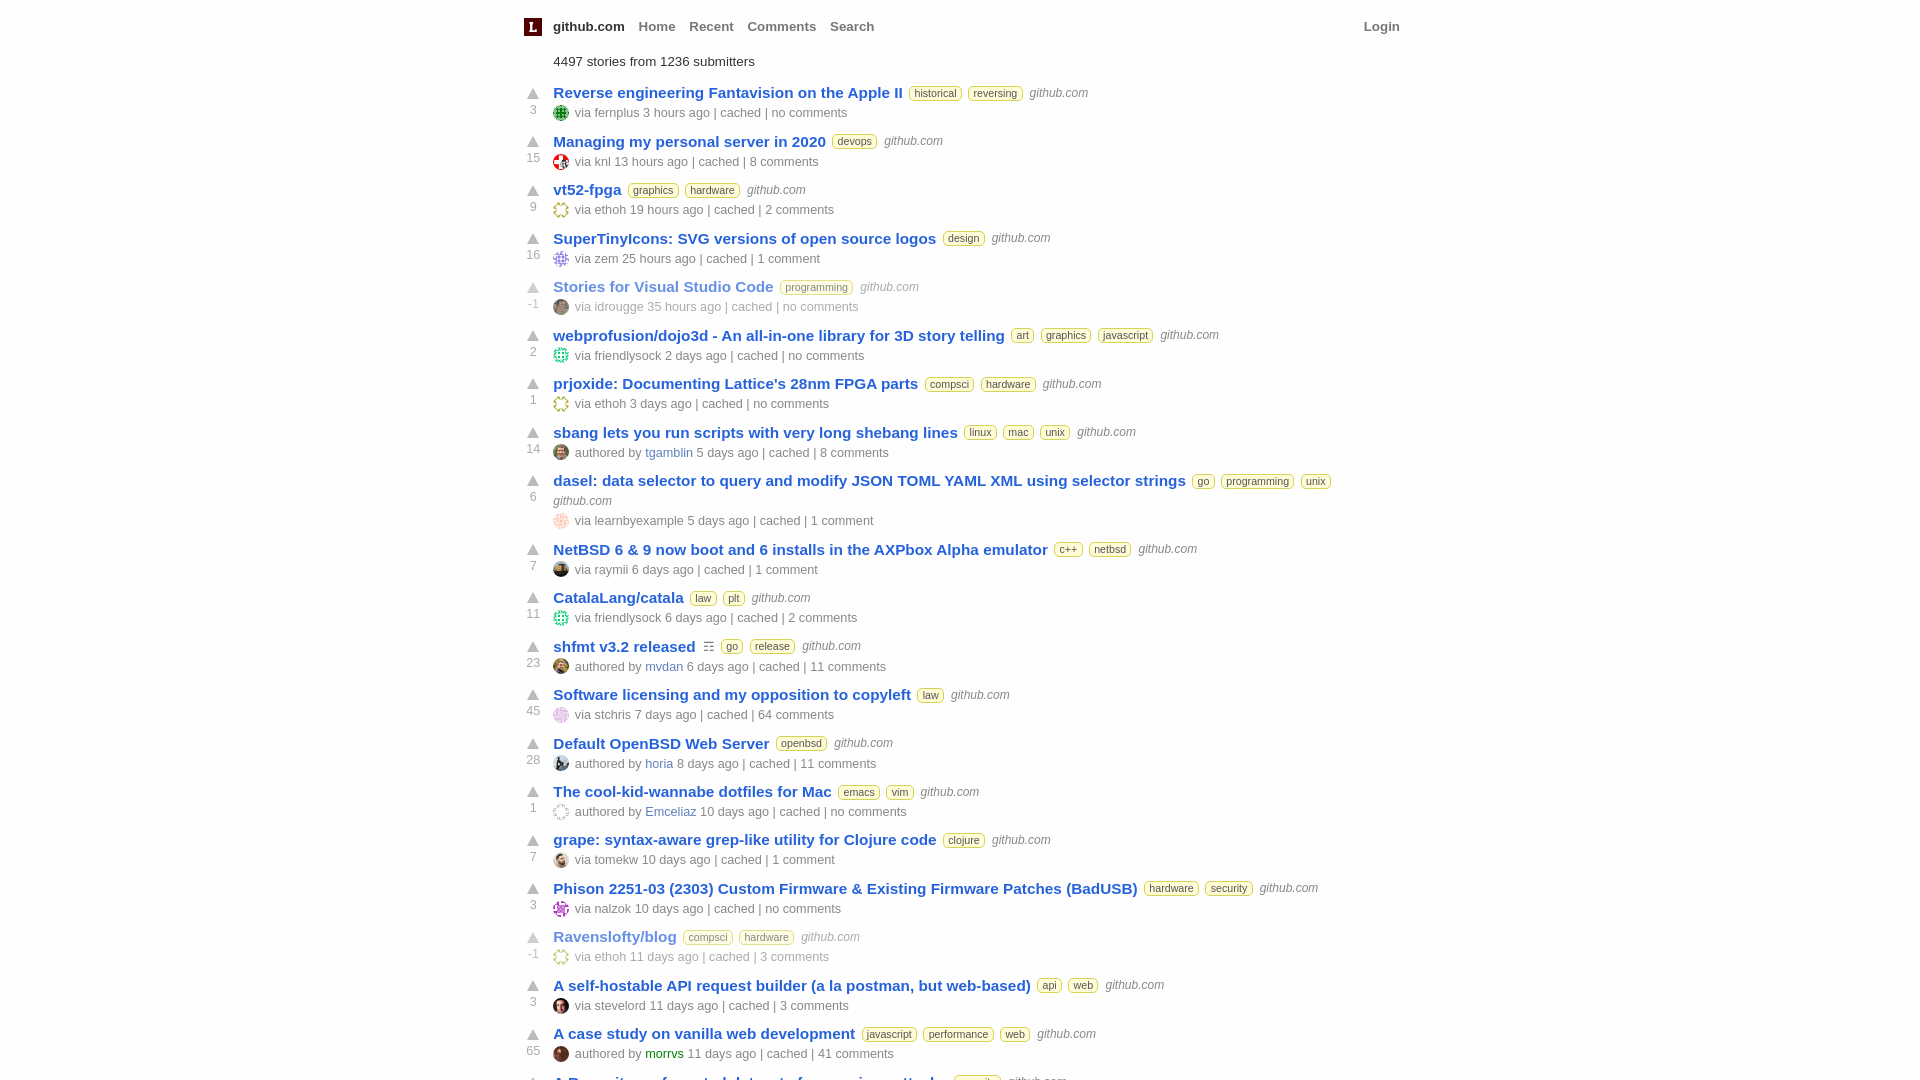 L github.com Home Recent Comments Search Login
4497 stories from 1236 submitters
Reverse engineering Fantavision on the Apple II historical reversing github.com
3 via fernplus 3 hours ago | cached | no comments
Managing my personal server in 2020 devops github.com
15 via knl 13 hours ago | cached | 8 comments
vt52-fpga graphics hardware github.com
9 via ethoh 19 hours ago | cached | 2 comments
SuperTinyIcons: SVG versions of open source logos design github.com
16 via zem 25 hours ago | cached | 1 comment
Stories for Visual Studio Code programming github.com
-1 via idrougge 35 hours ago | cached | no comments
webprofusion/dojo3d - An all-in-one library for 3D story telling art graphics javascript github.com
2 via friendlysock 2 days ago | cached | no comments
prjoxide: Documenting Lattice's 28nm FPGA parts compsci hardware github.com
1 via ethoh 3 days ago | cached | no comments
sbang lets you run scripts with very long shebang lines linux mac unix github.com
14 authored by tgamblin 5 days ago | cached | 8 comments
dasel: data selector to query and modify JSON TOML YAML XML using selector strings go programming unix
6 github.com
via learnbyexample 5 days ago | cached | 1 comment
NetBSD 6 & 9 now boot and 6 installs in the AXPbox Alpha emulator c++ netbsd github.com
7 via raymii 6 days ago | cached | 1 comment
CatalaLang/catala law plt github.com
11 via friendlysock 6 days ago | cached | 2 comments
shfmt v3.2 released ☶ go release github.com
23 authored by mvdan 6 days ago | cached | 11 comments
Software licensing and my opposition to copyleft law github.com
45 via stchris 7 days ago | cached | 64 comments
Default OpenBSD Web Server openbsd github.com
28 authored by horia 8 days ago | cached | 11 comments
The cool-kid-wannabe dotfiles for Mac emacs vim github.com
1 authored by Emceliaz 10 days ago | cached | no comments
grape: syntax-aware grep-like utility for Clojure code clojure github.com
7 via tomekw 10 days ago | cached | 1 comment
Phison 2251-03 (2303) Custom Firmware & Existing Firmware Patches (BadUSB) hardware security github.com
3 via nalzok 10 days ago | cached | no comments
Ravenslofty/blog compsci hardware github.com
-1 via ethoh 11 days ago | cached | 3 comments
A self-hostable API request builder (a la postman, but web-based) api web github.com
3 via stevelord 11 days ago | cached | 3 comments
A case study on vanilla web development javascript performance web github.com
65 authored by morrvs 11 days ago | cached | 41 comments